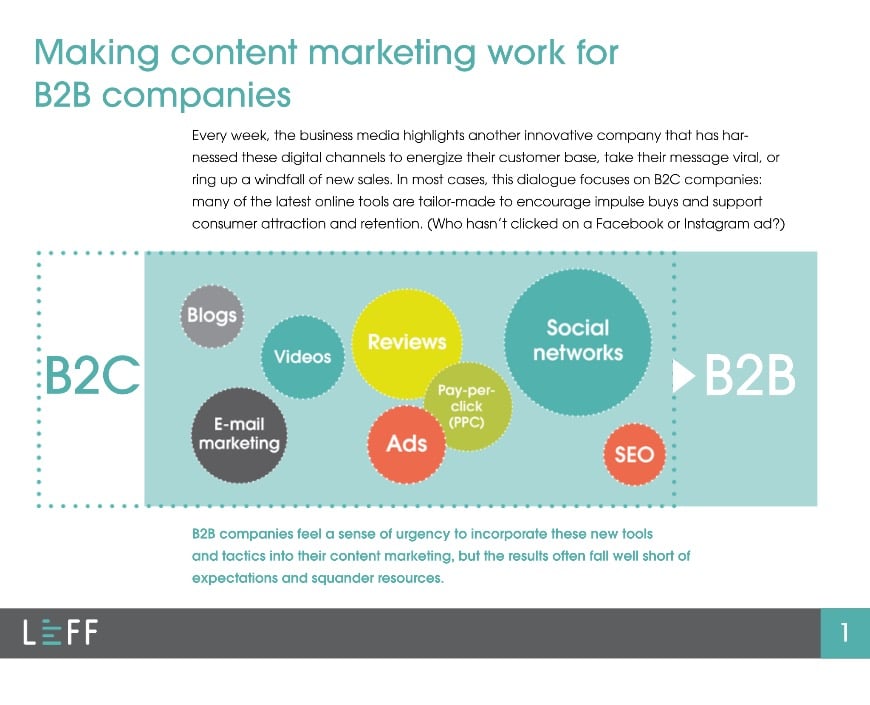 Making content marketing work for
B2B companies
Every week, the business media highlights another innovative company that has har-
nessed these digital channels to energize their customer base, take their message viral, or
ring up a windfall of new sales. In most cases, this dialogue focuses on B2C companies:
many of the latest online tools are tailor-made to encourage impulse buys and support
consumer attraction and retention. (Who hasn't clicked on a Facebook or Instagram ad?)
B2C
Blogs
Videos
E-mail
marketing
Reviews
Pay-per-
click
(PPC)
Ads
Social
networks
SEO
B2B
B2B companies feel a sense of urgency to incorporate these new tools
and tactics into their content marketing, but the results often fall well short of
expectations and squander resources.
LEFF
1